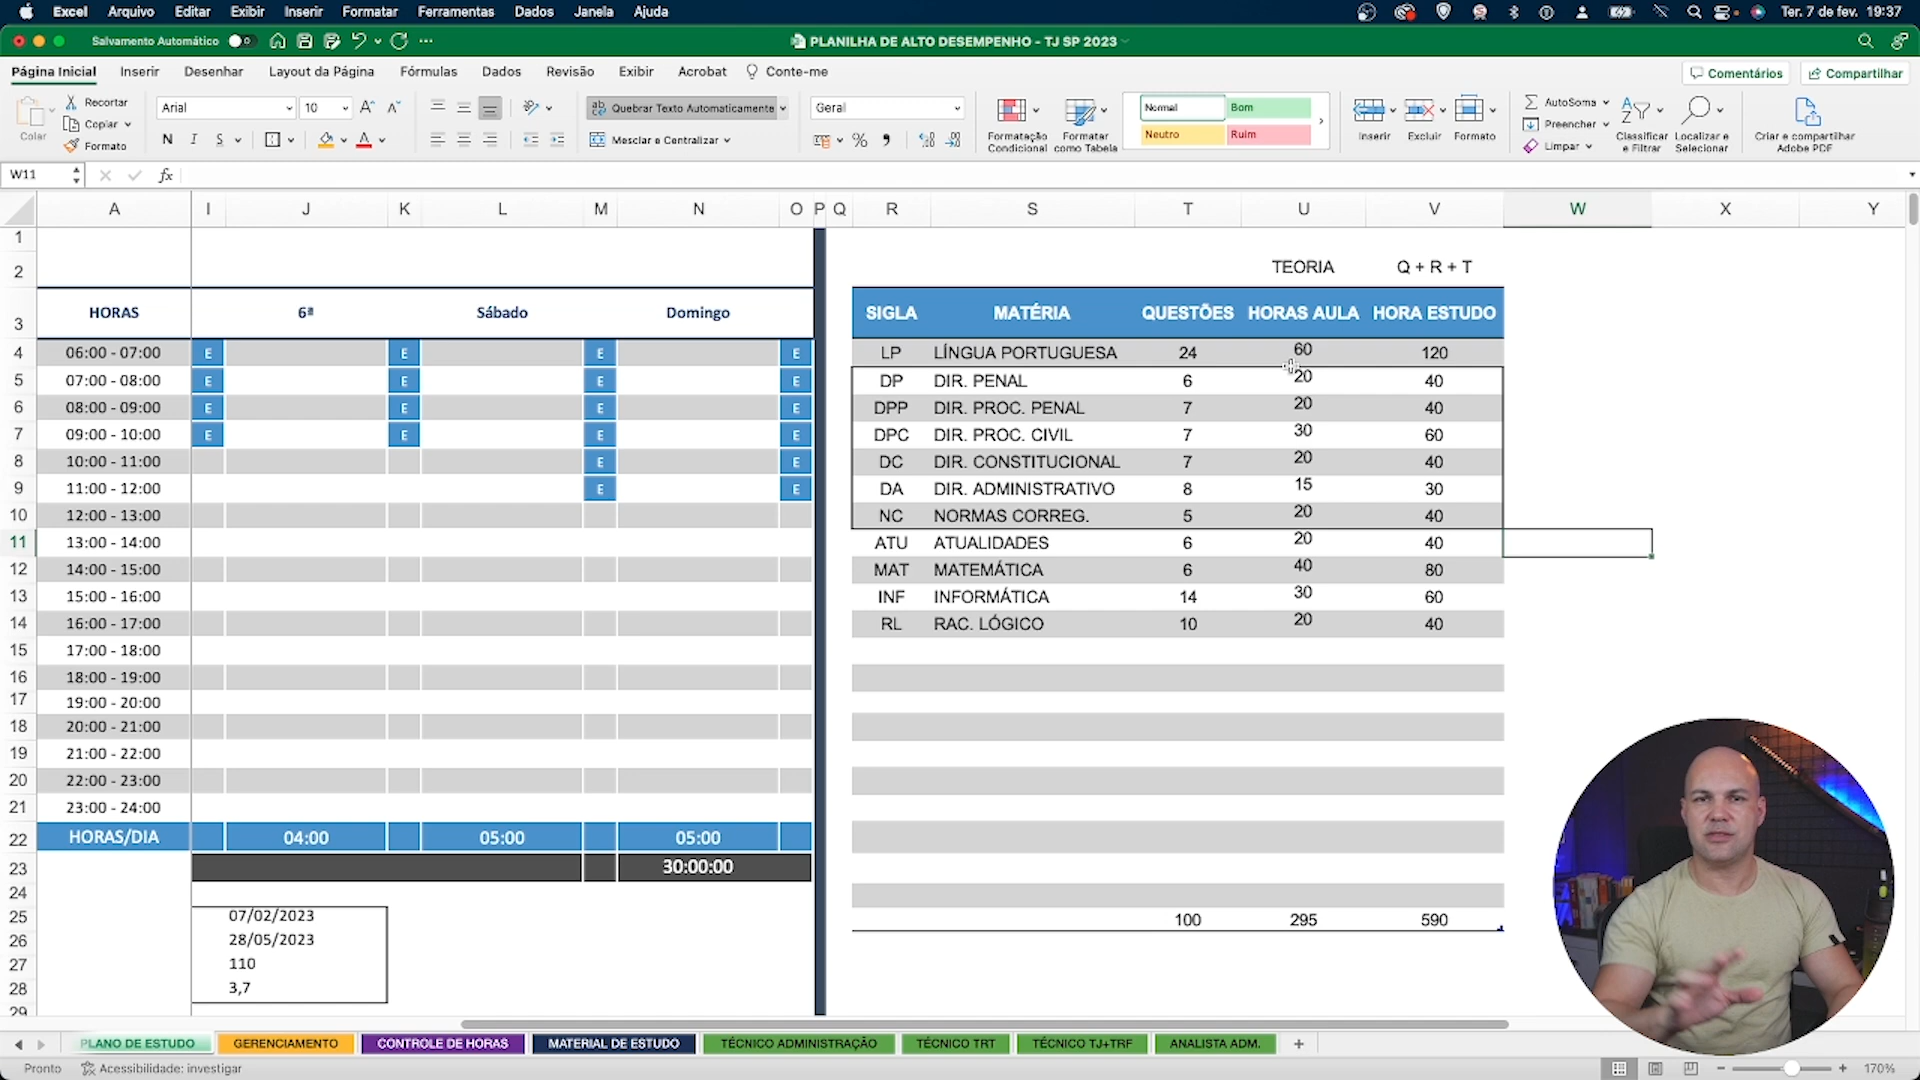 Excel Arquivo Editar Exibir Inserir Formatar Ferramentas Dados Janela Ajuda Ter. 7 de fev. 19:37
Salvamento Automático PLANILHA DE ALTO DESEMPENHO - TJ SP 2023
Página Inicial Inserir Desenhar Layout da Página Fórmulas Dados Revisão Exibir Acrobat Conte-me Comentários Compartilhar
Colar Recortar Copiar Formato
Arial 10
N I S
Quebrar Texto Automaticamente
Mesclar e Centralizar
Geral
Formatação Condicional
Formatar como Tabela
Normal Bom
Neutro Ruim
Inserir Excluir Formato
AutoSoma
Preencher
Limpar
Classificar e Filtrar
Localizar e Selecionar
Criar e compartilhar Adobe PDF
W11 fx
A I J K L M N O P Q R S T U V W X Y
1
2 TEORIA Q + R + T
3 HORAS 6ª Sábado Domingo SIGLA MATÉRIA QUESTÕES HORAS AULA HORA ESTUDO
4 06:00 - 07:00 E E E E LP LÍNGUA PORTUGUESA 24 60 120
5 07:00 - 08:00 E E E E DP DIR. PENAL 6 20 40
6 08:00 - 09:00 E E E E DPP DIR. PROC. PENAL 7 20 40
7 09:00 - 10:00 E E E E DPC DIR. PROC. CIVIL 7 30 60
8 10:00 - 11:00 E E DC DIR. CONSTITUCIONAL 7 20 40
9 11:00 - 12:00 E E DA DIR. ADMINISTRATIVO 8 15 30
10 12:00 - 13:00 NC NORMAS CORREG. 5 20 40
11 13:00 - 14:00 ATU ATUALIDADES 6 20 40
12 14:00 - 15:00 MAT MATEMÁTICA 6 40 80
13 15:00 - 16:00 INF INFORMÁTICA 14 30 60
14 16:00 - 17:00 RL RAC. LÓGICO 10 20 40
15 17:00 - 18:00
16 18:00 - 19:00
17 19:00 - 20:00
18 20:00 - 21:00
19 21:00 - 22:00
20 22:00 - 23:00
21 23:00 - 24:00
22 HORAS/DIA 04:00 05:00 05:00
23 30:00:00
24
25 07/02/2023 100 295 590
26 28/05/2023
27 110
28 3,7
29
PLANO DE ESTUDO GERENCIAMENTO CONTROLE DE HORAS MATERIAL DE ESTUDO TÉCNICO ADMINISTRAÇÃO TÉCNICO TRT TÉCNICO TJ+TRF ANALISTA ADM. +
Pronto Acessibilidade: investigar 170%